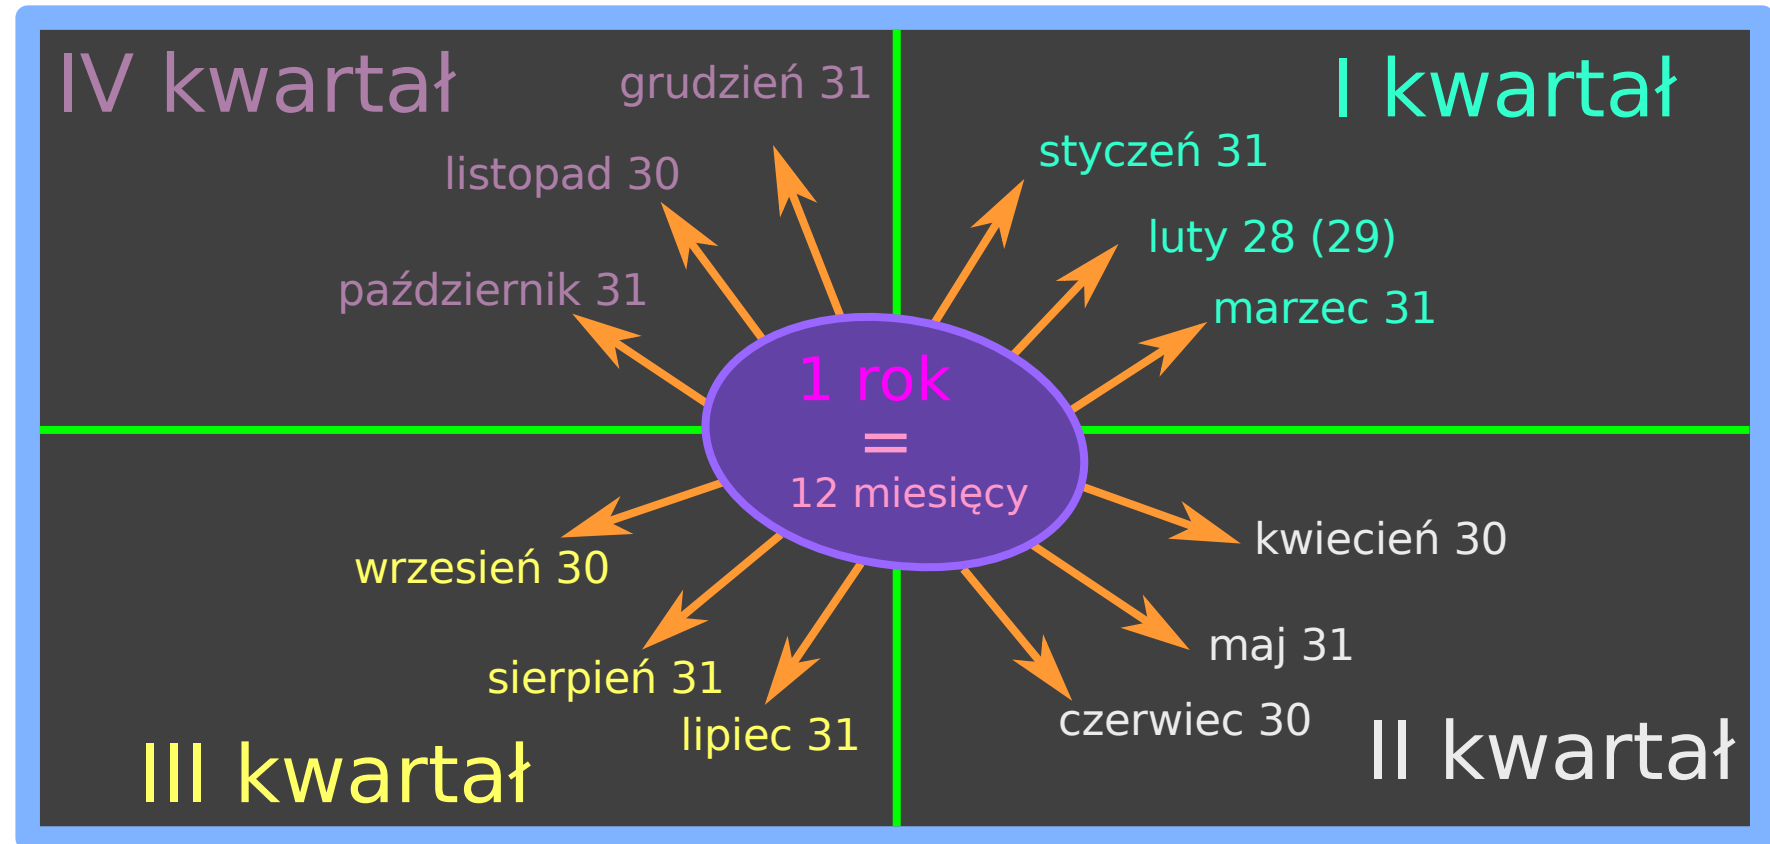 IV kwartał
grudzień 31
listopad 30
październik 31
I kwartał
styczeń 31
luty 28 (29)
marzec 31
1 rok
=
12 miesięcy
wrzesień 30
sierpień 31
lipiec 31
III kwartał
kwiecień 30
maj 31
czerwiec 30
II kwartał